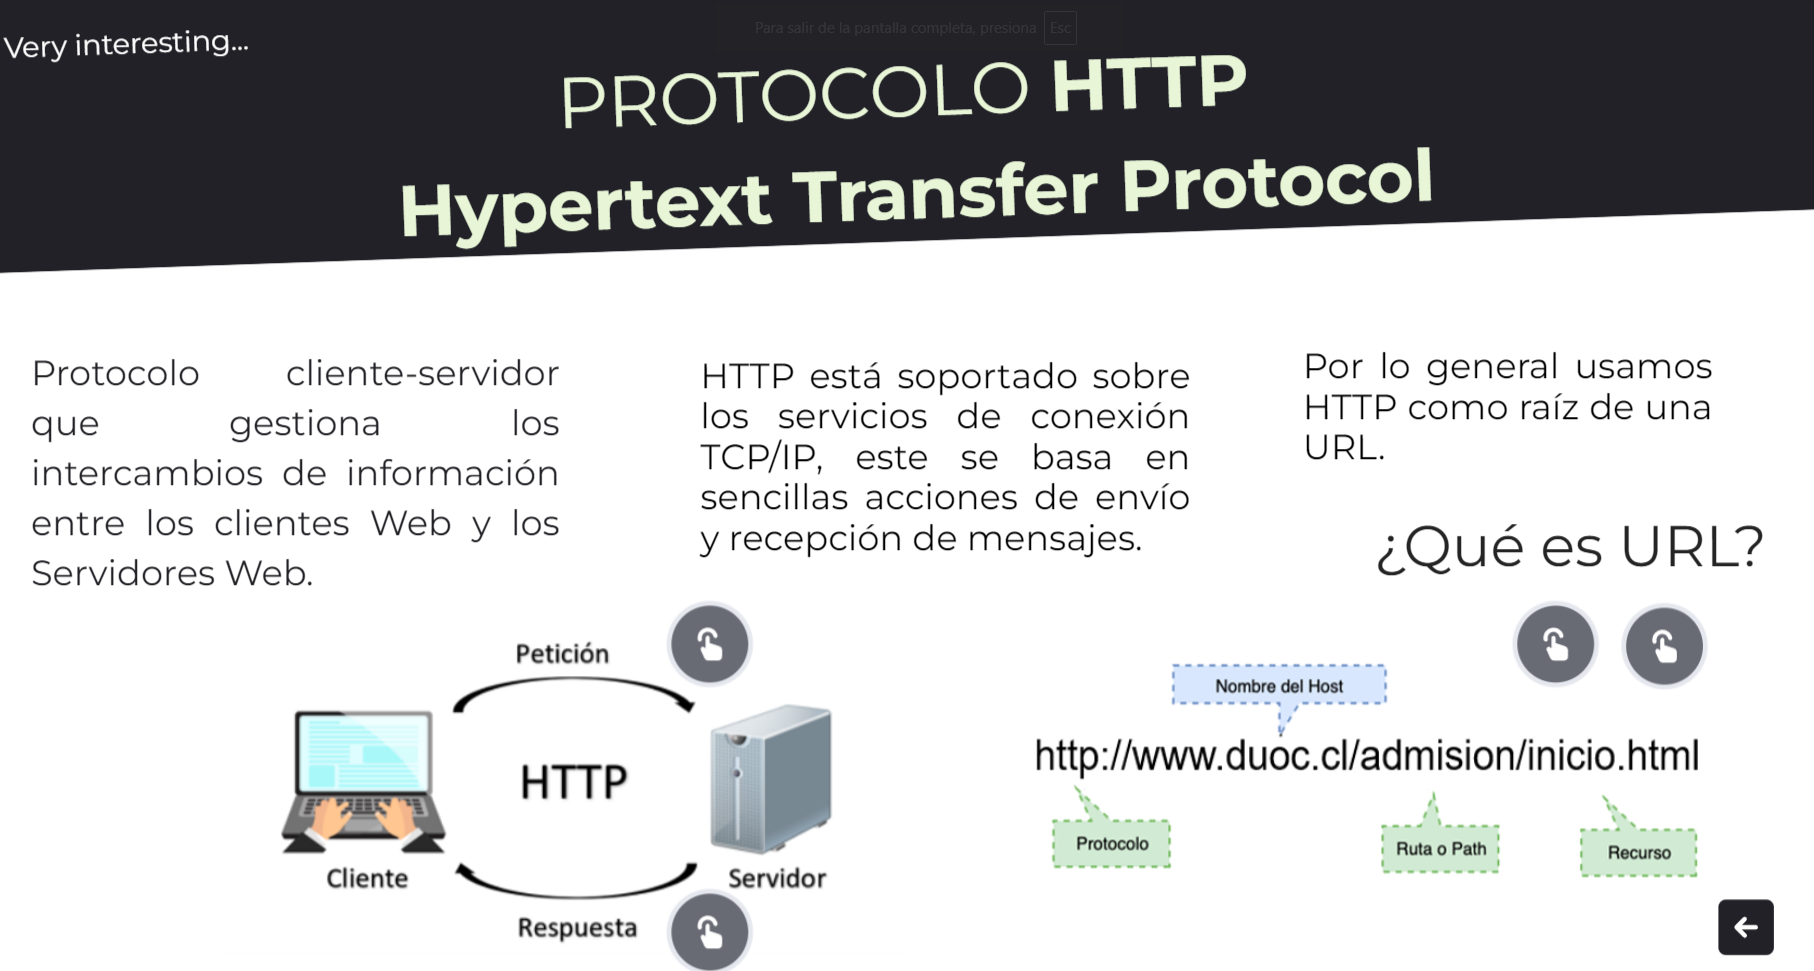 Para salir de la pantalla completa, presiona Esc
Very interesting...
PROTOCOLO HTTP
Hypertext Transfer Protocol
Protocolo cliente-servidor
que gestiona los
intercambios de información
entre los clientes Web y los
Servidores Web.
HTTP está soportado sobre
los servicios de conexión
TCP/IP, este se basa en
sencillas acciones de envío
y recepción de mensajes.
Por lo general usamos
HTTP como raíz de una
URL.
¿Qué es URL?
Petición
HTTP
Cliente
Servidor
Respuesta
Nombre del Host
http://www.duoc.cl/admision/inicio.html
Protocolo
Ruta o Path
Recurso